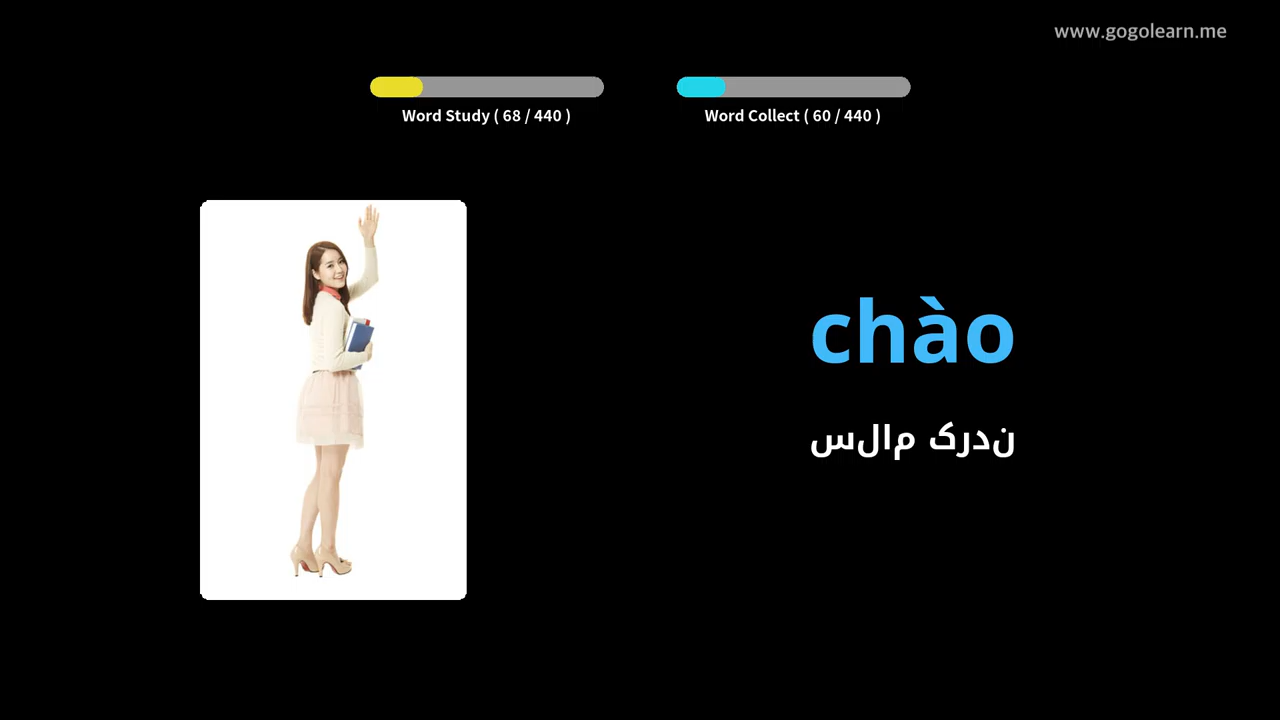 www.gogolearn.me
Word Study ( 68 / 440 )
Word Collect ( 60 / 440 )
chào
ندرک مالس